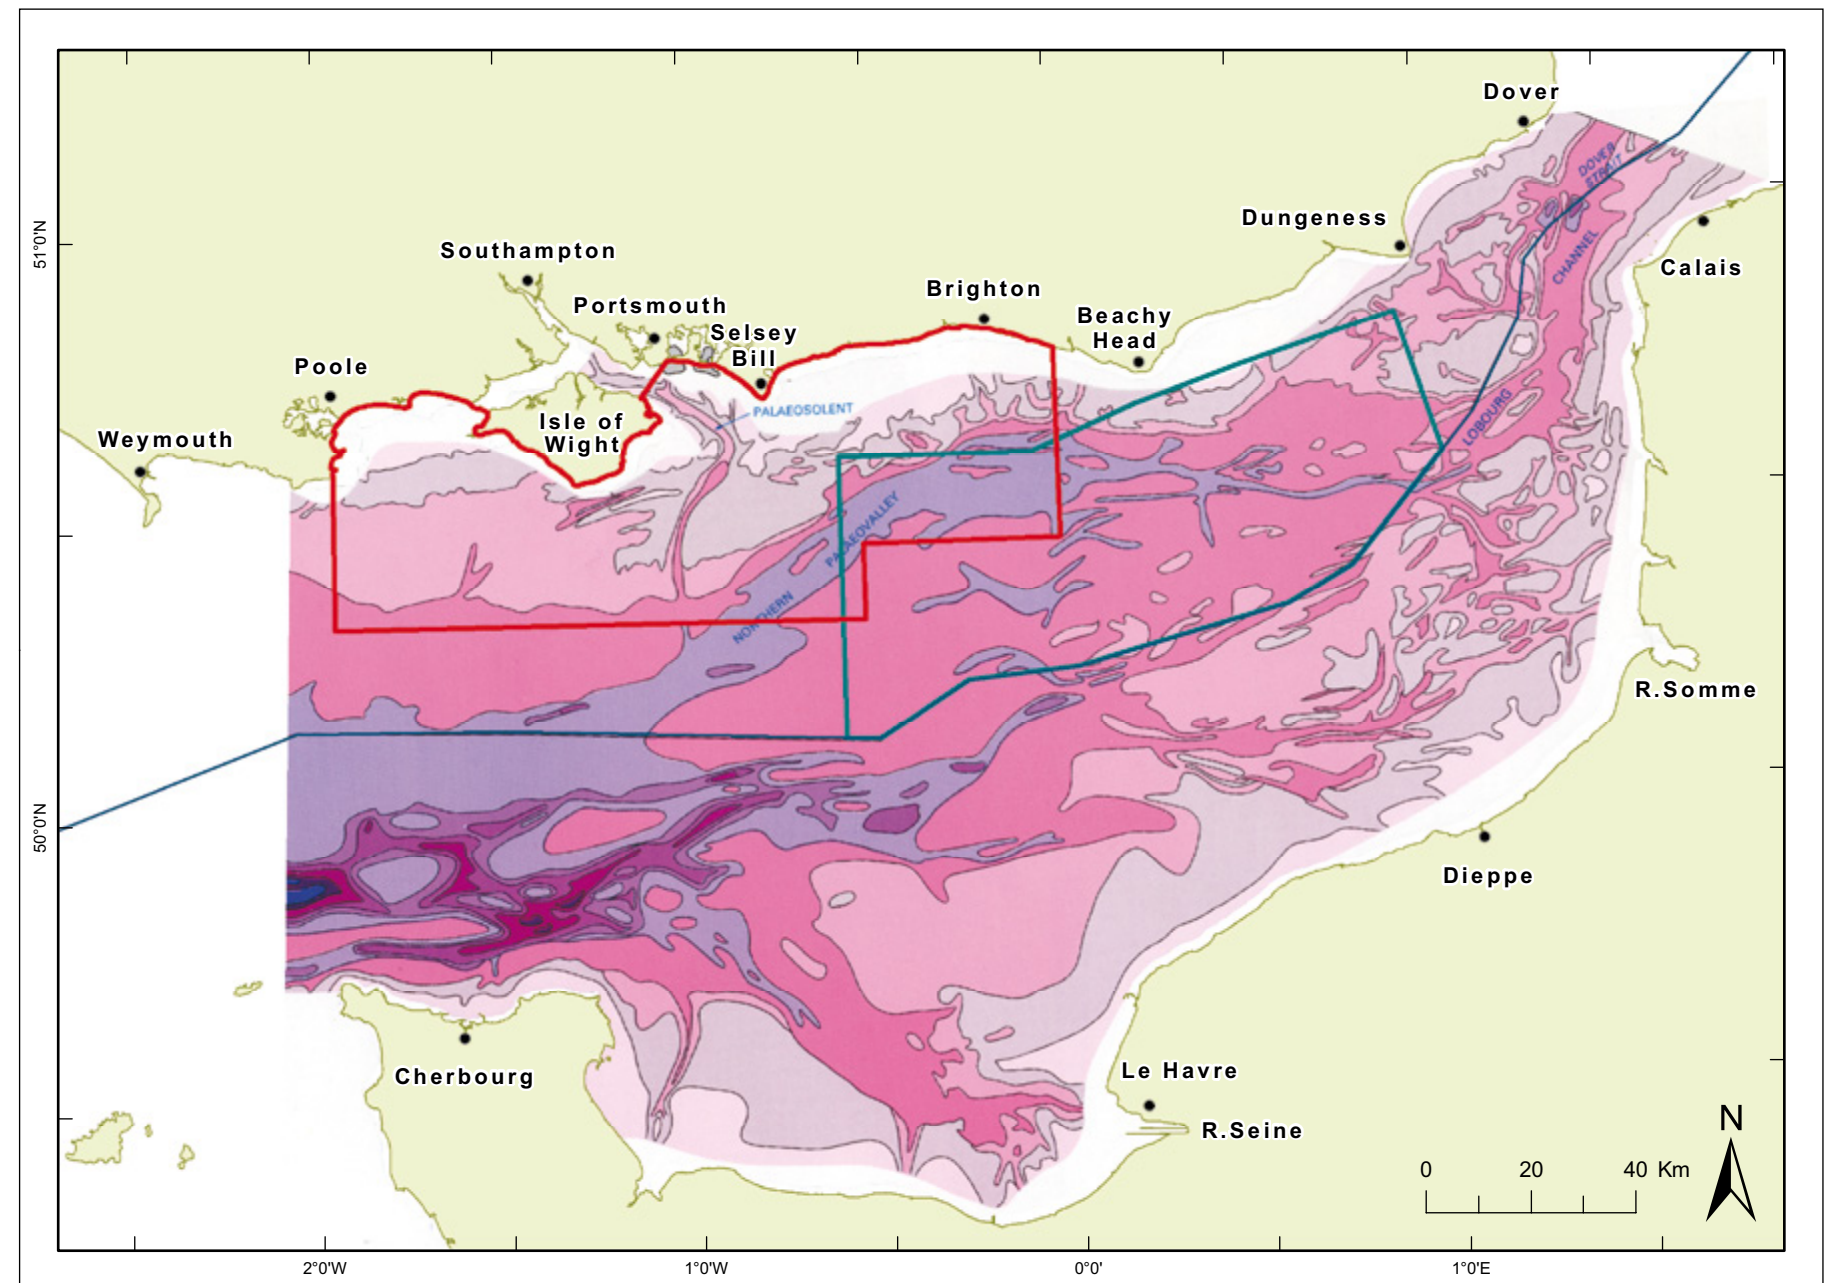 Dover
DOVER
STRAIT
Dungeness
CHANNEL
Calais
51°0'N
Southampton
Portsmouth
Brighton
Selsey
Bill
Beachy
Head
Poole
PALAEOSOLENT
LOBOURG
Isle of
Wight
Weymouth
PALAEOVALLEY
NORTHERN
R.Somme
50°0'N
Dieppe
Cherbourg
Le Havre
R.Seine
N
0 20 40 Km
2°0'W 1°0'W 0°0' 1°0'E